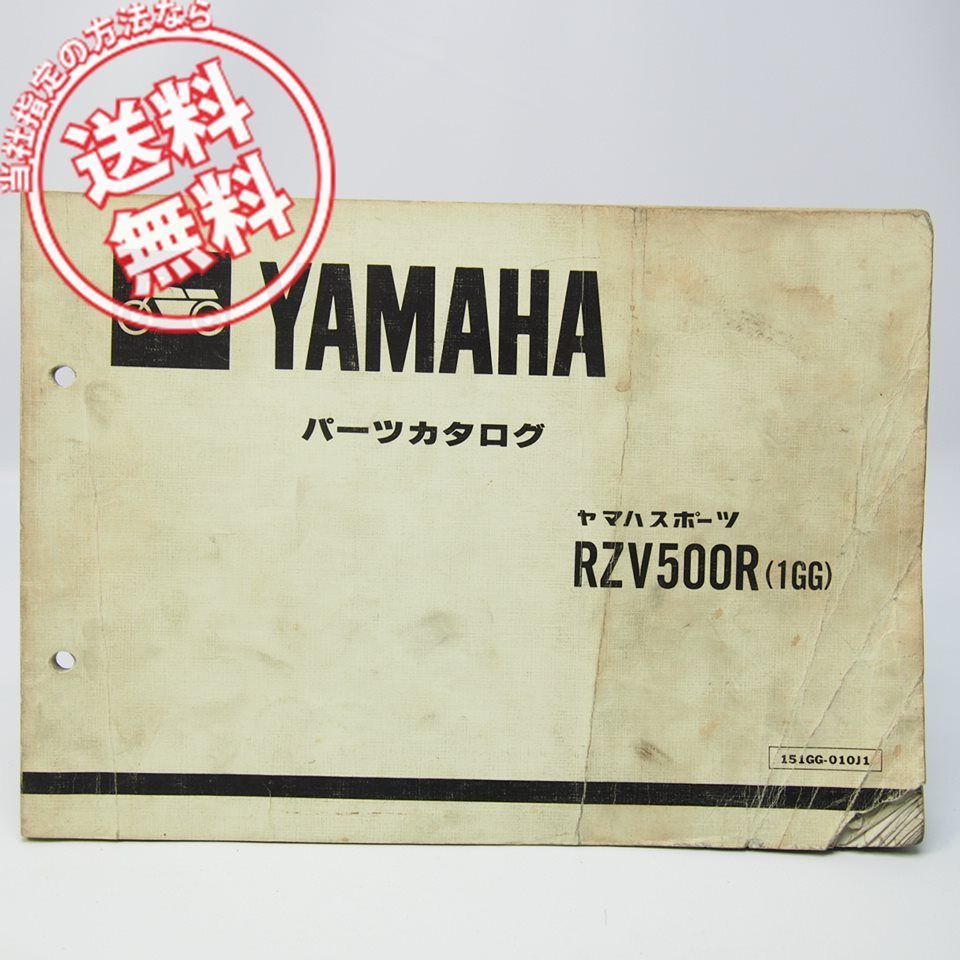 当社指定の方法なら
送料
無料
YAMAHA
パーツカタログ
ヤマハスポーツ
RZV500R (1GG)
151GG-010J1